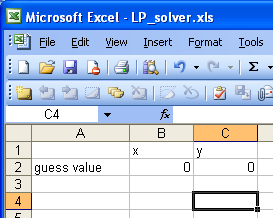 Microsoft Excel - LP_solver.xls
File Edit View Insert Format Tools
Σ
C4 fx
A B C
1 x y
2 guess value 0 0
3
4
5